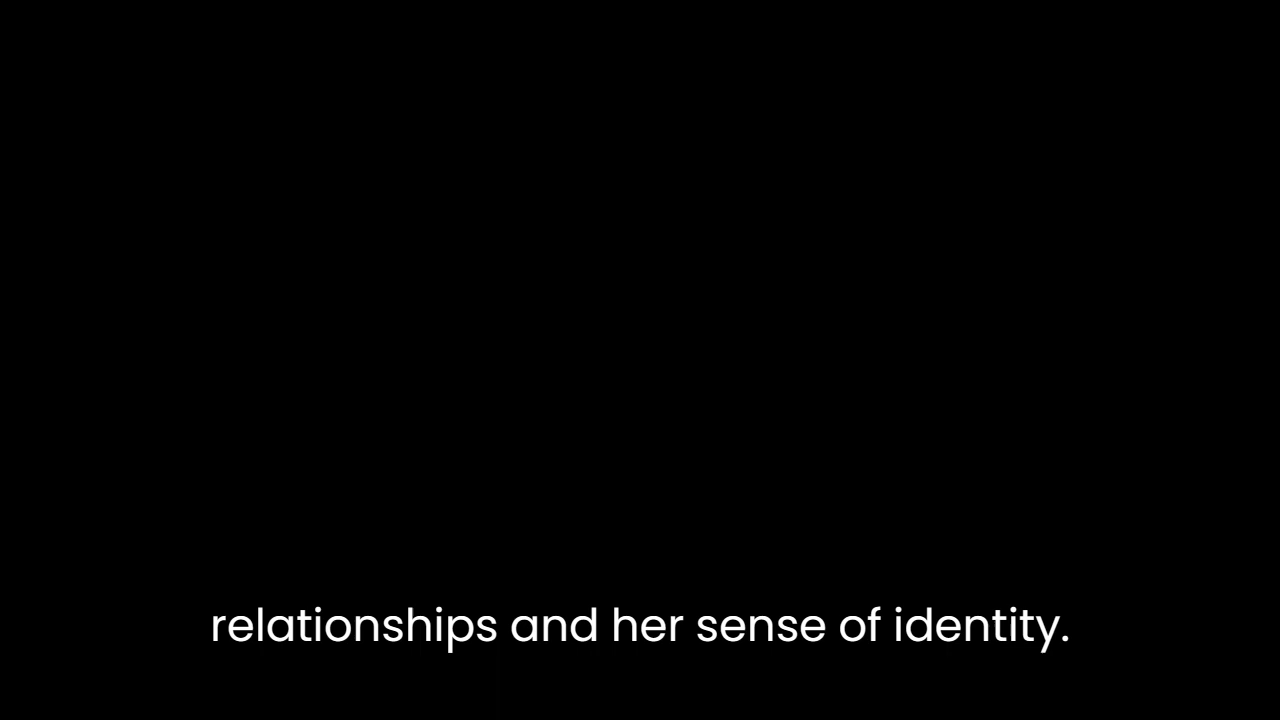 relationships and her sense of identity.